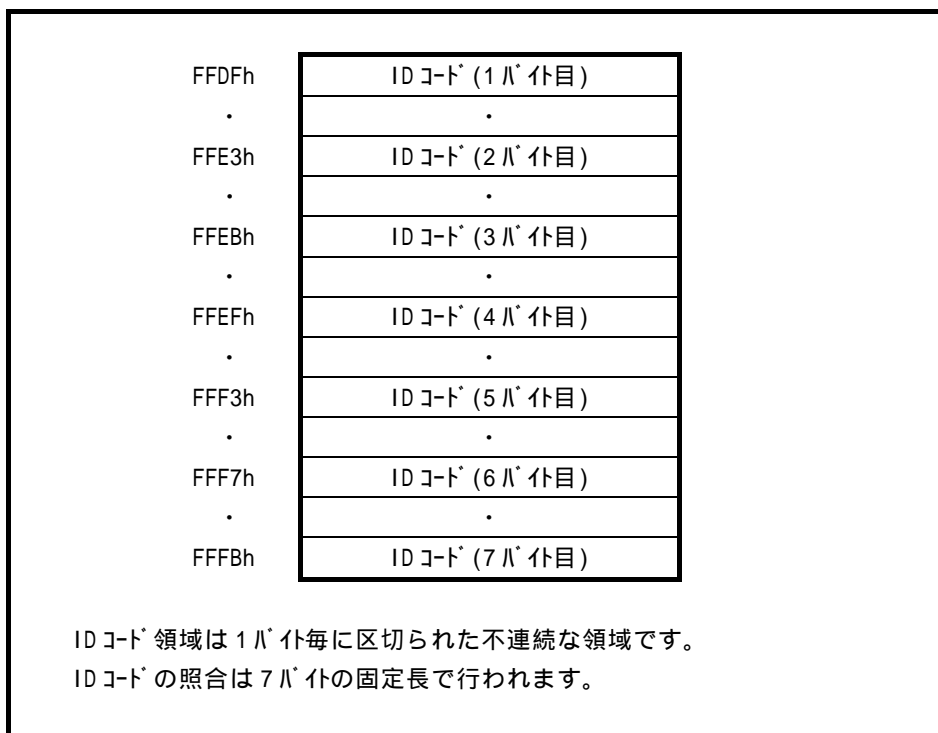 FFDFh IDｺｰﾄﾞ(1ﾊﾞｲﾄ目)
・ ・
FFE3h IDｺｰﾄﾞ(2ﾊﾞｲﾄ目)
・ ・
FFEBh IDｺｰﾄﾞ(3ﾊﾞｲﾄ目)
・ ・
FFEFh IDｺｰﾄﾞ(4ﾊﾞｲﾄ目)
・ ・
FFF3h IDｺｰﾄﾞ(5ﾊﾞｲﾄ目)
・ ・
FFF7h IDｺｰﾄﾞ(6ﾊﾞｲﾄ目)
・ ・
FFFBh IDｺｰﾄﾞ(7ﾊﾞｲﾄ目)
IDｺｰﾄﾞ領域は1ﾊﾞｲﾄ毎に区切られた不連続な領域です。
IDｺｰﾄﾞの照合は7ﾊﾞｲﾄの固定長で行われます。